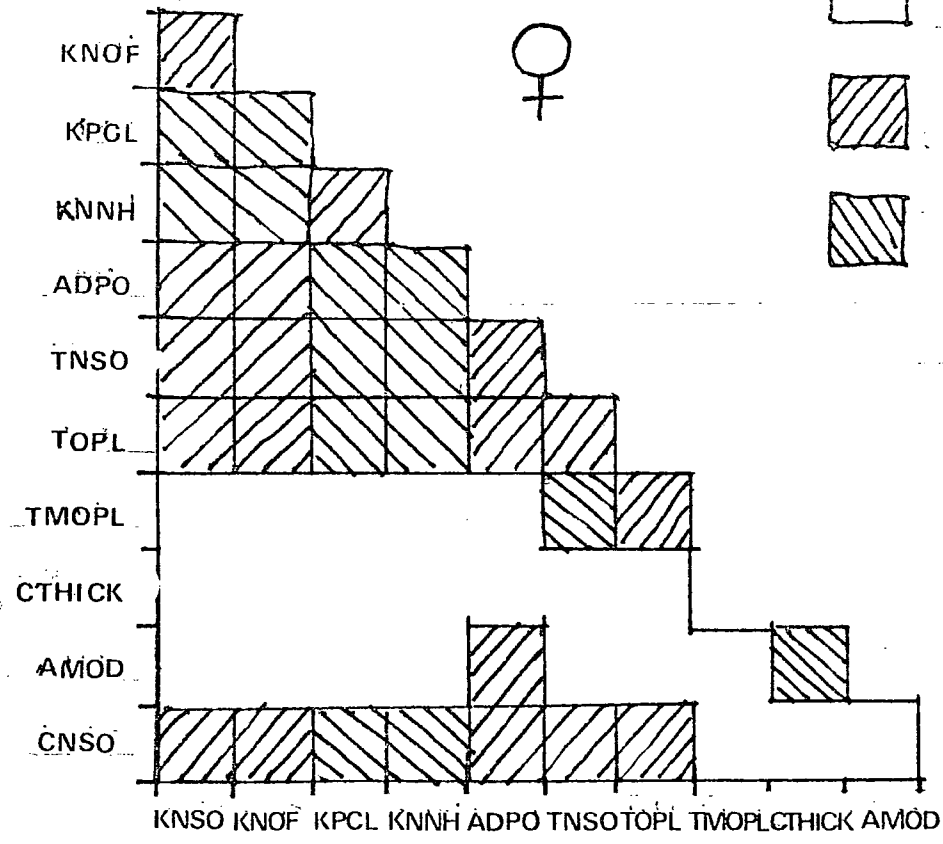 KNOF
KPCL
KNNH
ADPO
TNSO
TOPL
TMOPL
CTHICK
AMOD
CNSO
KNSO KNOF KPCL KNNH ADPO TNSO TOPL TMOPL CTHICK AMOD